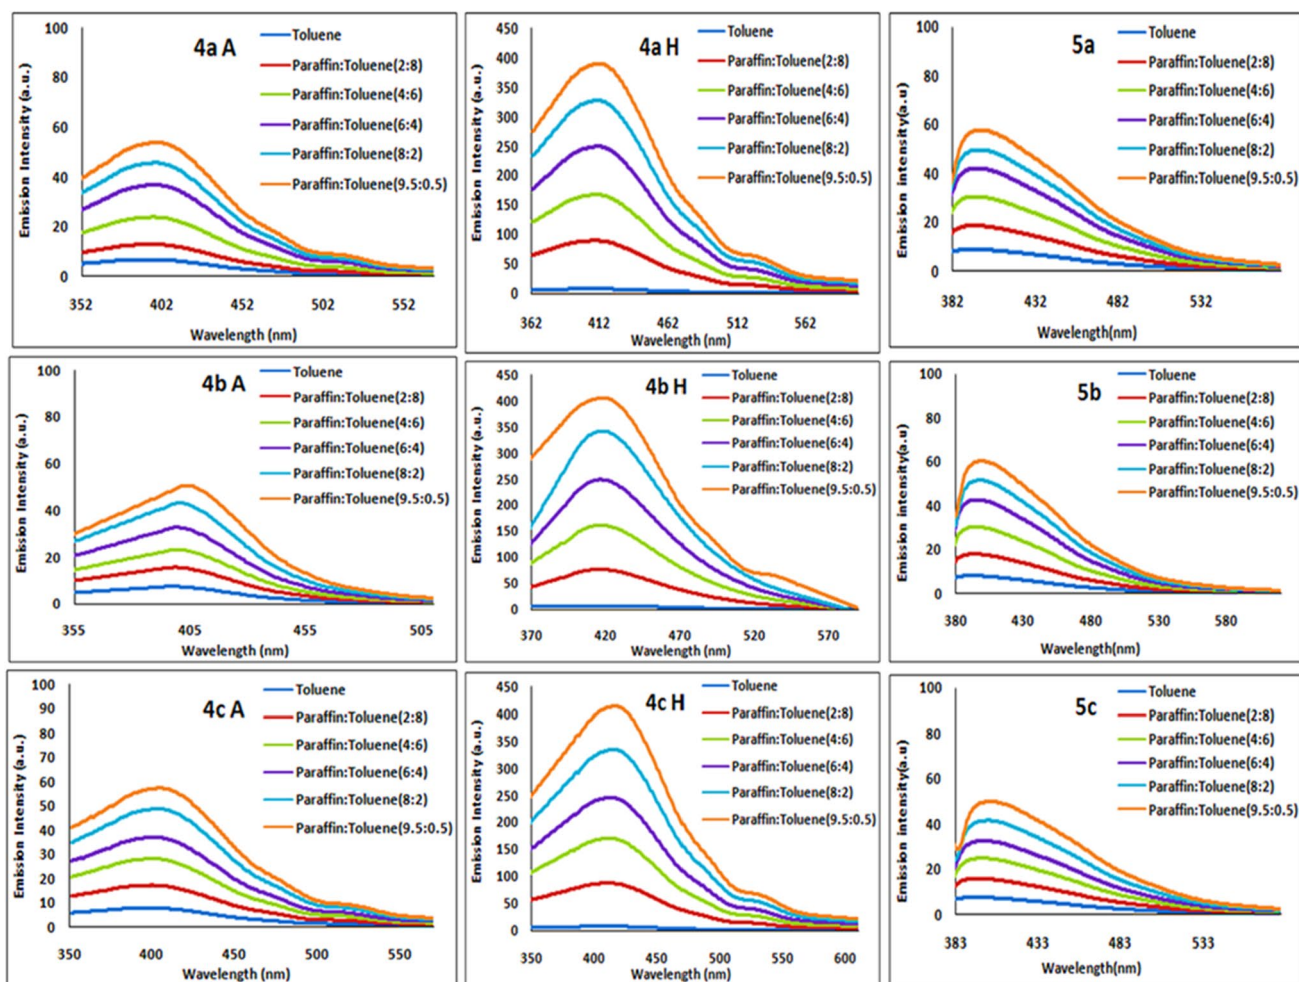 4a A
Emission Intensity (a.u.)
100
80
60
40
20
0
352 402 452 502 552
Wavelength (nm)
Toluene
Paraffin:Toluene(2:8)
Paraffin:Toluene(4:6)
Paraffin:Toluene(6:4)
Paraffin:Toluene(8:2)
Paraffin:Toluene(9.5:0.5)
4a H
Emission Intensity (a.u.)
450
400
350
300
250
200
150
100
50
0
362 412 462 512 562
Wavelength (nm)
Toluene
Paraffin:Toluene(2:8)
Paraffin:Toluene(4:6)
Paraffin:Toluene(6:4)
Paraffin:Toluene(8:2)
Paraffin:Toluene(9.5:0.5)
5a
Emission intensity(a.u)
100
80
60
40
20
0
382 432 482 532
Wavelength(nm)
Toluene
Paraffin:Toluene(2:8)
Paraffin:Toluene(4:6)
Paraffin:Toluene(6:4)
Paraffin:Toluene(8:2)
Paraffin:Toluene(9.5:0.5)
4b A
Emission Intensity (a.u.)
100
80
60
40
20
0
355 405 455 505
Wavelength (nm)
Toluene
Paraffin:Toluene(2:8)
Paraffin:Toluene(4:6)
Paraffin:Toluene(6:4)
Paraffin:Toluene(8:2)
Paraffin:Toluene(9.5:0.5)
4b H
Emission Intensity (a.u.)
450
400
350
300
250
200
150
100
50
0
370 420 470 520 570
Wavelength (nm)
Toluene
Paraffin:Toluene(2:8)
Paraffin:Toluene(4:6)
Paraffin:Toluene(6:4)
Paraffin:Toluene(8:2)
Paraffin:Toluene(9.5:0.5)
5b
Emission intensity(a.u)
100
80
60
40
20
0
380 430 480 530 580
Wavelength(nm)
Toluene
Paraffin:Toluene(2:8)
Paraffin:Toluene(4:6)
Paraffin:Toluene(6:4)
Paraffin:Toluene(8:2)
Paraffin:Toluene(9.5:0.5)
4c A
Emission Intensity (a.u.)
100
90
80
70
60
50
40
30
20
10
0
350 400 450 500 550
Wavelength (nm)
Toluene
Paraffin:Toluene(2:8)
Paraffin:Toluene(4:6)
Paraffin:Toluene(6:4)
Paraffin:Toluene(8:2)
Paraffin:Toluene(9.5:0.5)
4c H
Emission Intensity (a.u.)
450
400
350
300
250
200
150
100
50
0
350 400 450 500 550 600
Wavelength (nm)
Toluene
Paraffin:Toluene(2:8)
Paraffin:Toluene(4:6)
Paraffin:Toluene(6:4)
Paraffin:Toluene(8:2)
Paraffin:Toluene(9.5:0.5)
5c
Emission intensity(a.u)
100
80
60
40
20
0
383 433 483 533
Wavelength(nm)
Toluene
Paraffin:Toluene(2:8)
Paraffin:Toluene(4:6)
Paraffin:Toluene(6:4)
Paraffin:Toluene(8:2)
Paraffin:Toluene(9.5:0.5)